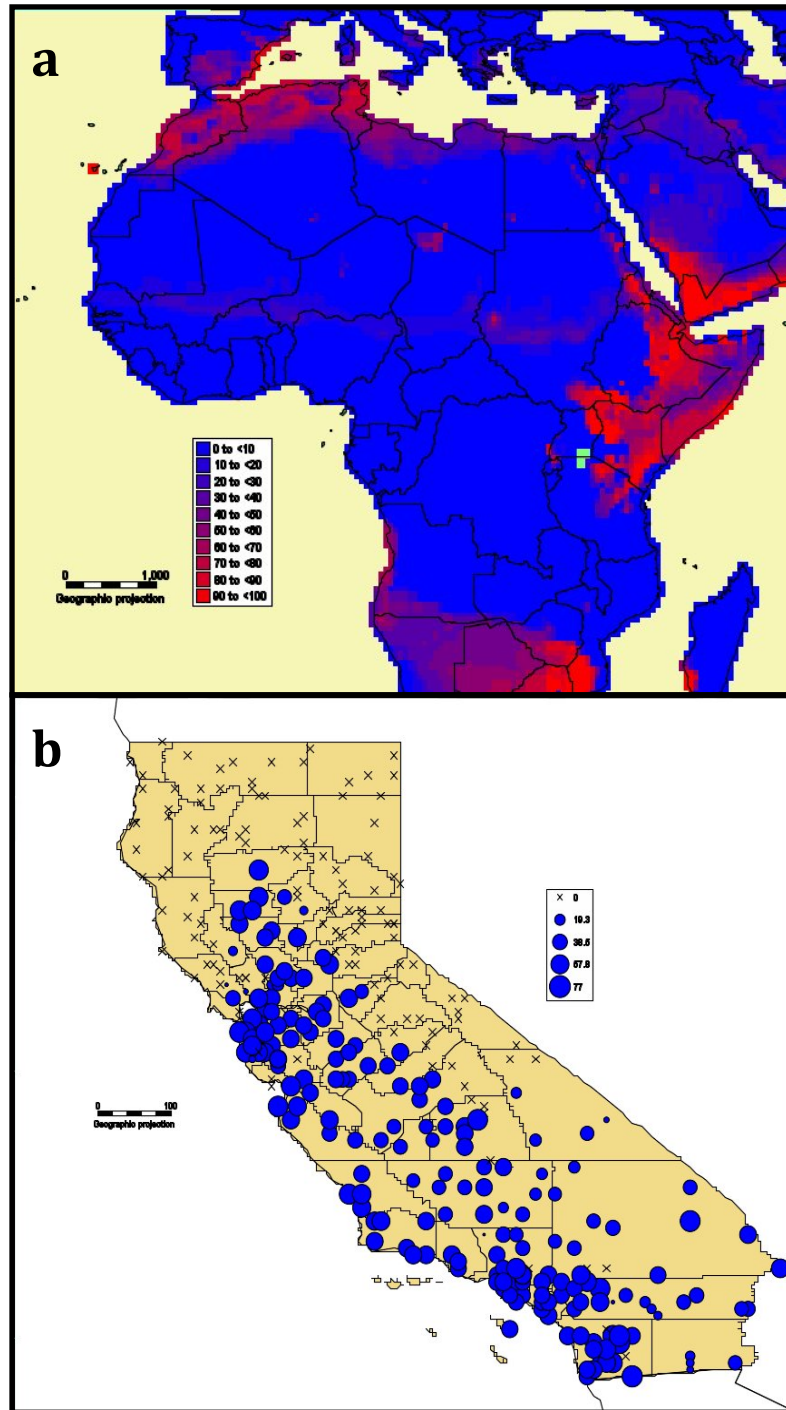 a
0 to <10
10 to <20
20 to <30
30 to <40
40 to <50
50 to <60
60 to <70
70 to <80
80 to <90
90 to <100
0 1,000
Geographic projection
b
x 0
19.3
38.5
57.8
77
0 100
Geographic projection